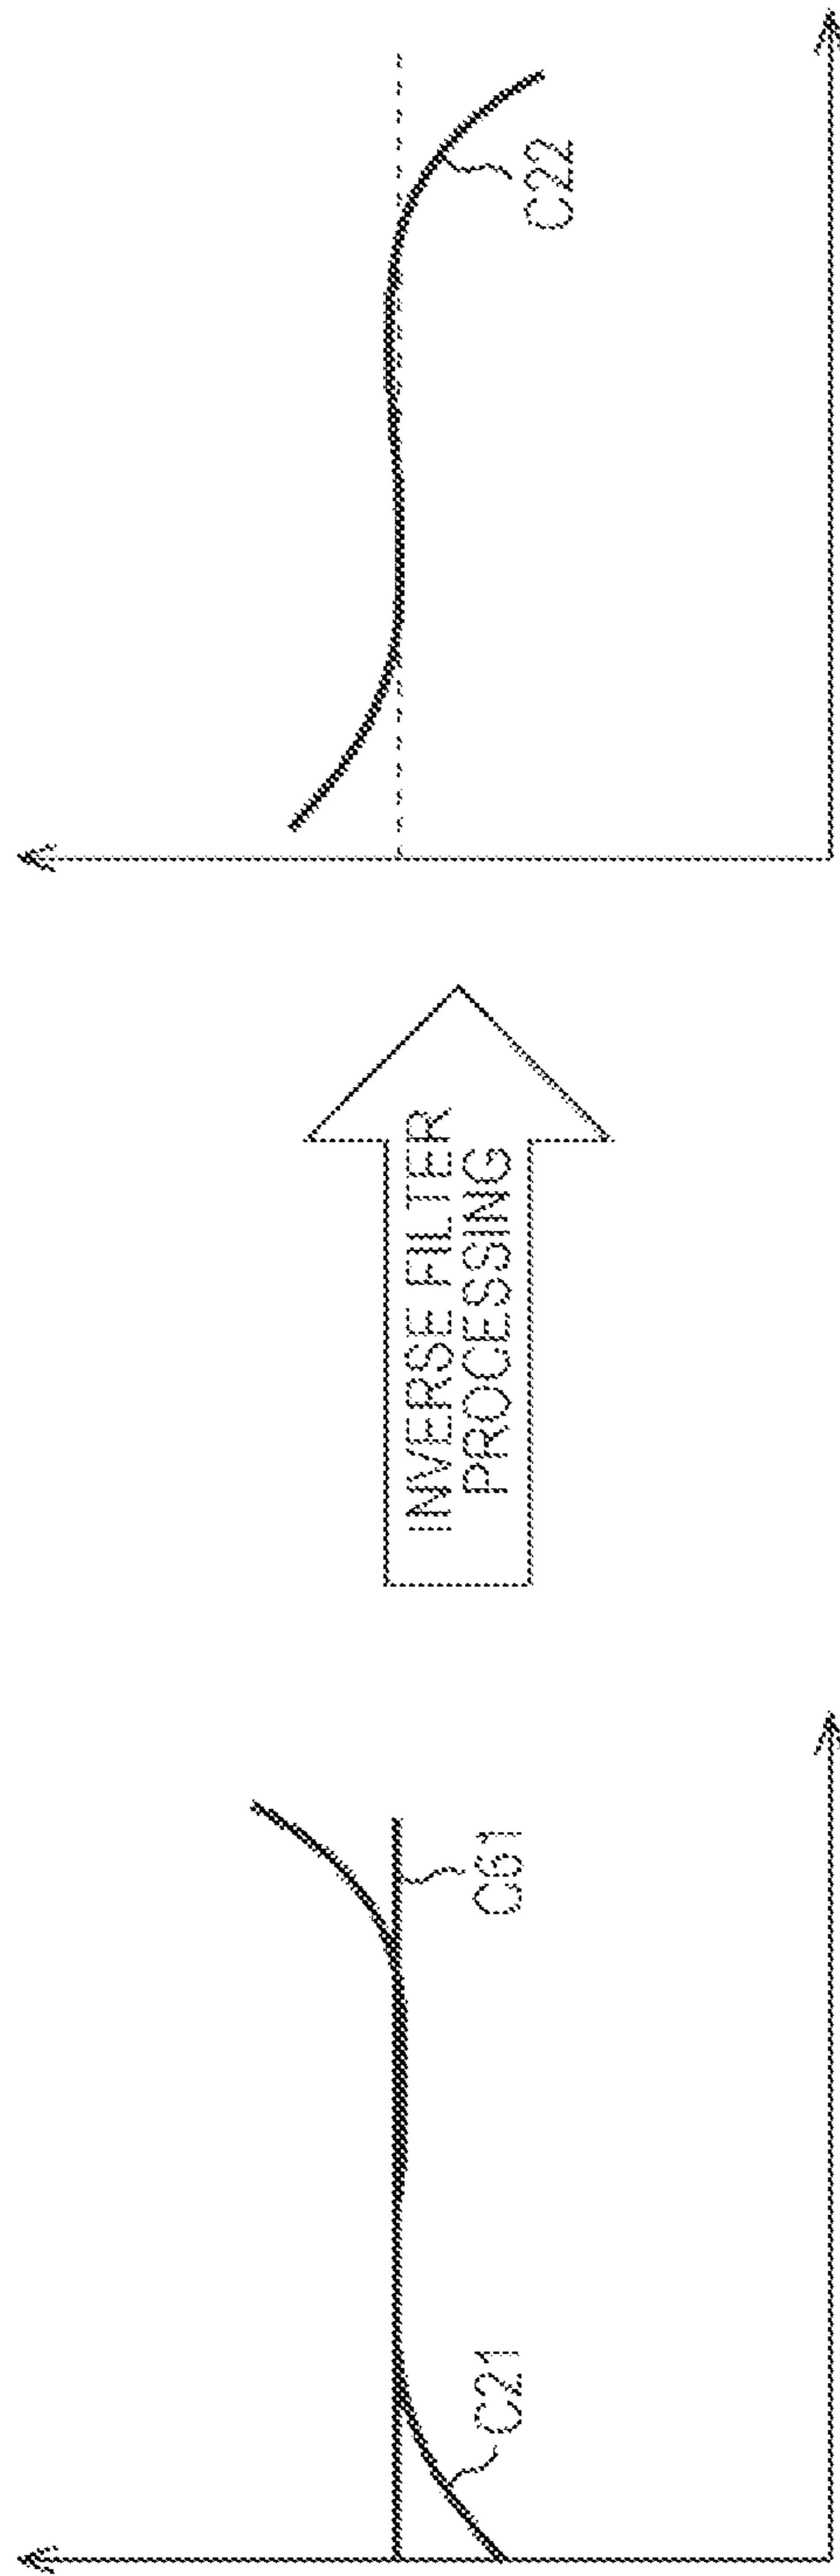 C21
C61
INVERSE FILTER
PROCESSING
C22